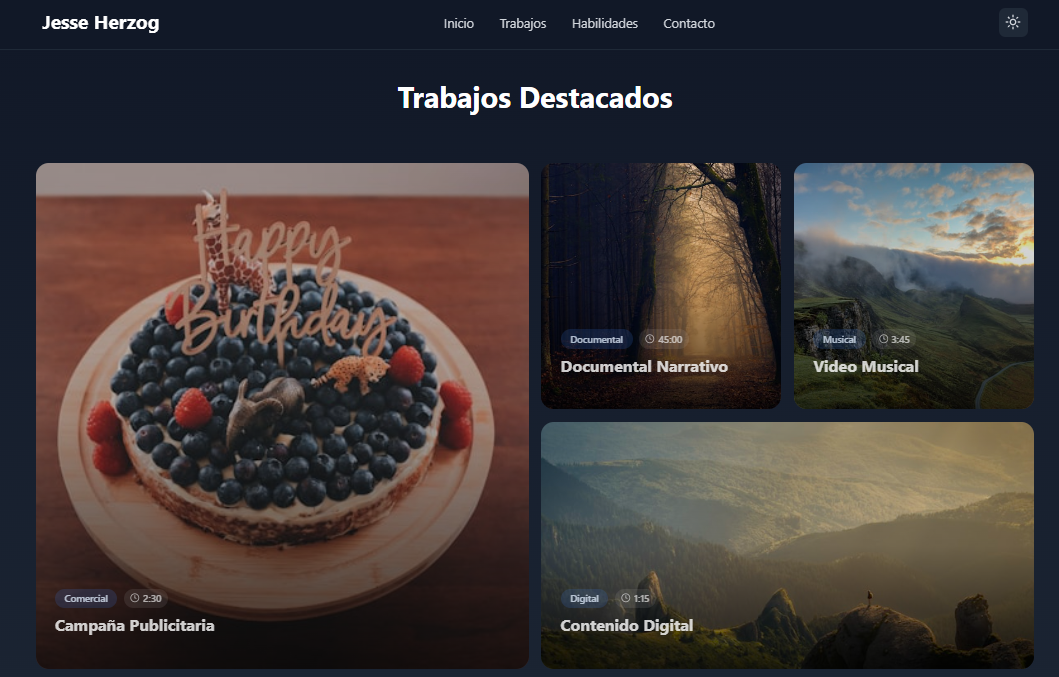 Jesse Herzog
Inicio Trabajos Habilidades Contacto
Trabajos Destacados
Happy
Birthday
Comercial 2:30
Campaña Publicitaria
Documental 45:00
Documental Narrativo
Musical 3:45
Video Musical
Digital 1:15
Contenido Digital